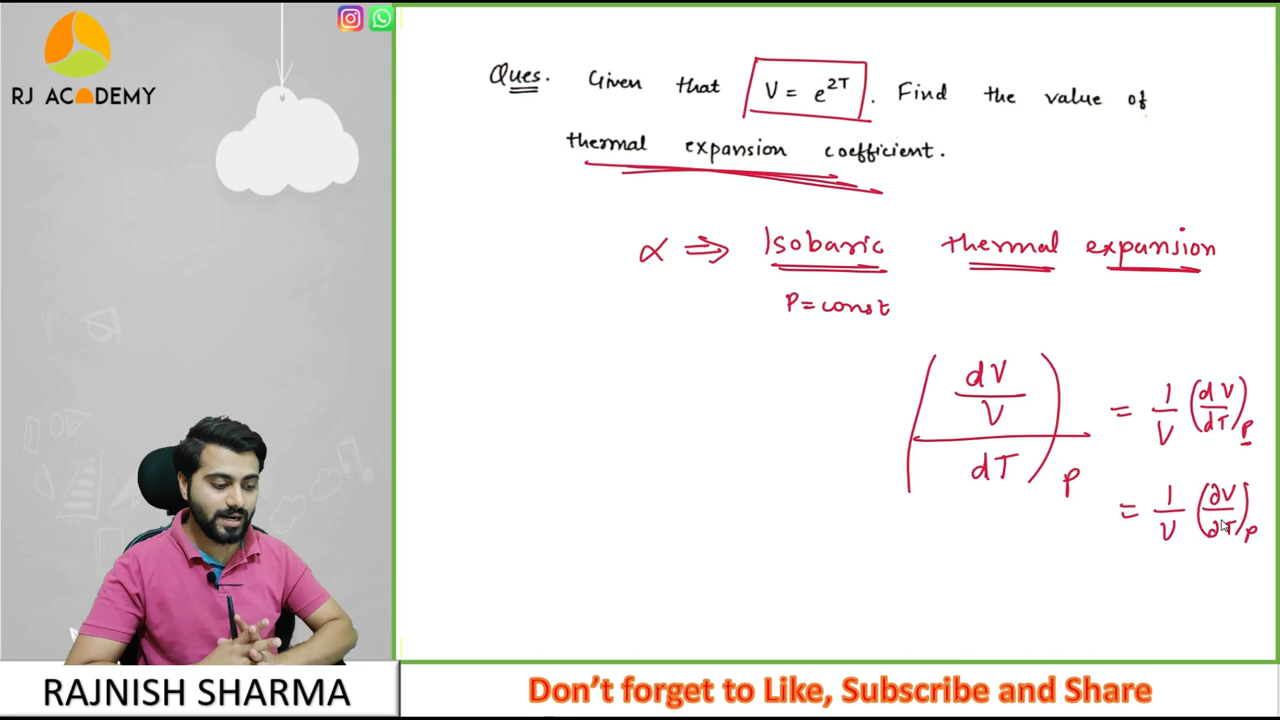 RJ ACADEMY
Ques. Given that V = e^{2T}. Find the value of
thermal expansion coefficient.
α ⇒ Isobaric thermal expansion
P = const
((dV/V)/dT)_P = 1/V (dV/dT)_P
= 1/V (∂V/∂T)_P
RAJNISH SHARMA
Don’t forget to Like, Subscribe and Share